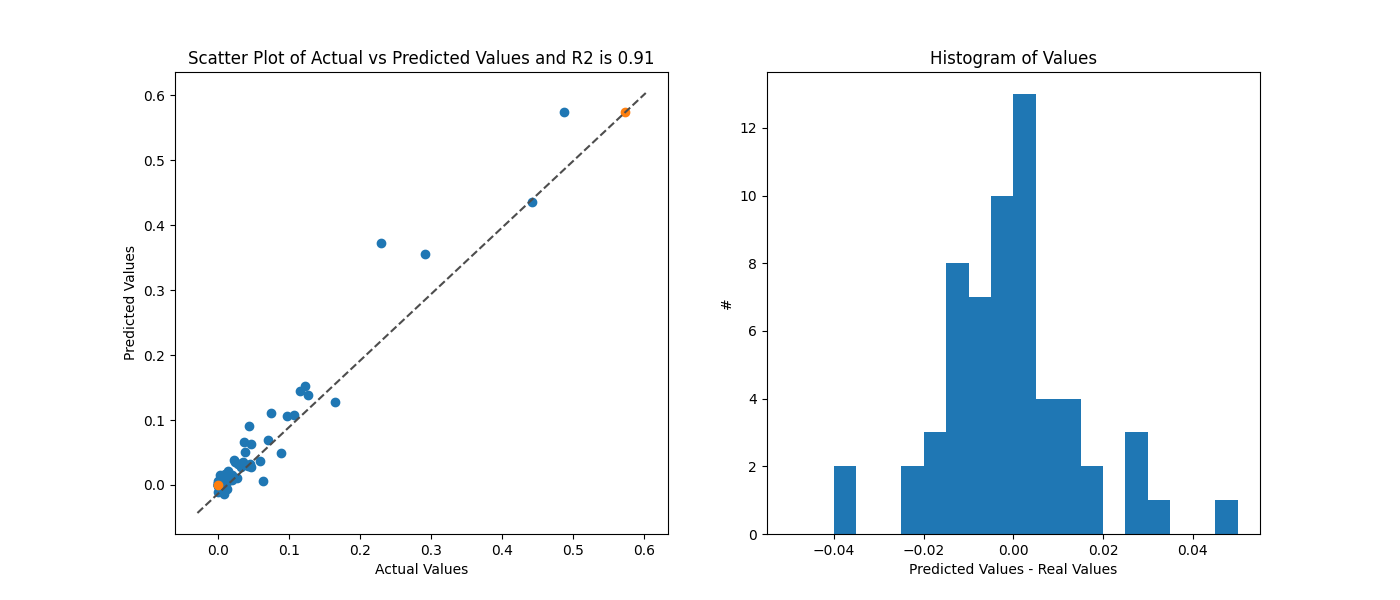 Scatter Plot of Actual vs Predicted Values and R2 is 0.91
0.6
0.5
0.4
0.3
0.2
0.1
0.0
Predicted Values
0.0 0.1 0.2 0.3 0.4 0.5 0.6
Actual Values
Histogram of Values
12
10
8
6
4
2
0
#
−0.04 −0.02 0.00 0.02 0.04
Predicted Values - Real Values